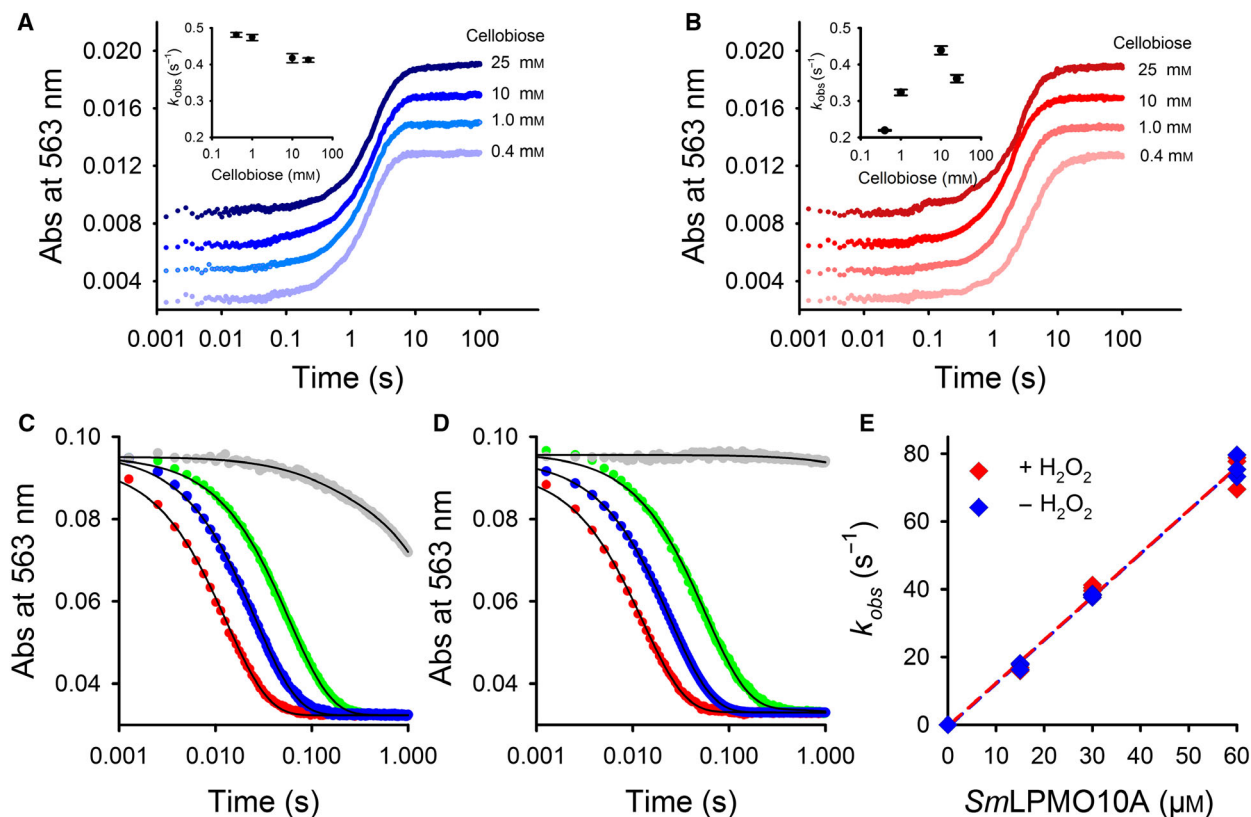 A
0.020
0.016
0.012
0.008
0.004
Abs at 563 nm
0.5
0.4
0.3
0.2
k_obs (s⁻¹)
0.1 1 10 100
Cellobiose (mM)
Cellobiose
25 mM
10 mM
1.0 mM
0.4 mM
0.001 0.01 0.1 1 10 100
Time (s)
B
0.020
0.016
0.012
0.008
0.004
Abs at 563 nm
0.5
0.4
0.3
0.2
k_obs (s⁻¹)
0.1 1 10 100
Cellobiose (mM)
Cellobiose
25 mM
10 mM
1.0 mM
0.4 mM
0.001 0.01 0.1 1 10 100
Time (s)
C
0.10
0.08
0.06
0.04
Abs at 563 nm
0.001 0.010 0.100 1.000
Time (s)
D
0.10
0.08
0.06
0.04
Abs at 563 nm
0.001 0.010 0.100 1.000
Time (s)
E
80
60
40
20
0
k_obs (s⁻¹)
+ H₂O₂
– H₂O₂
0 10 20 30 40 50 60
SmLPMO10A (µM)